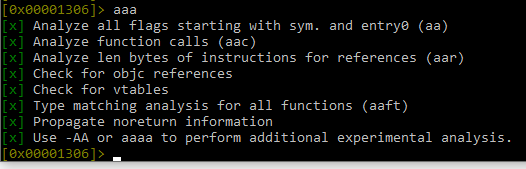 [0x00001306]> aaa
[x] Analyze all flags starting with sym. and entry0 (aa)
[x] Analyze function calls (aac)
[x] Analyze len bytes of instructions for references (aar)
[x] Check for objc references
[x] Check for vtables
[x] Type matching analysis for all functions (aaft)
[x] Propagate noreturn information
[x] Use -AA or aaaa to perform additional experimental analysis.
[0x00001306]>